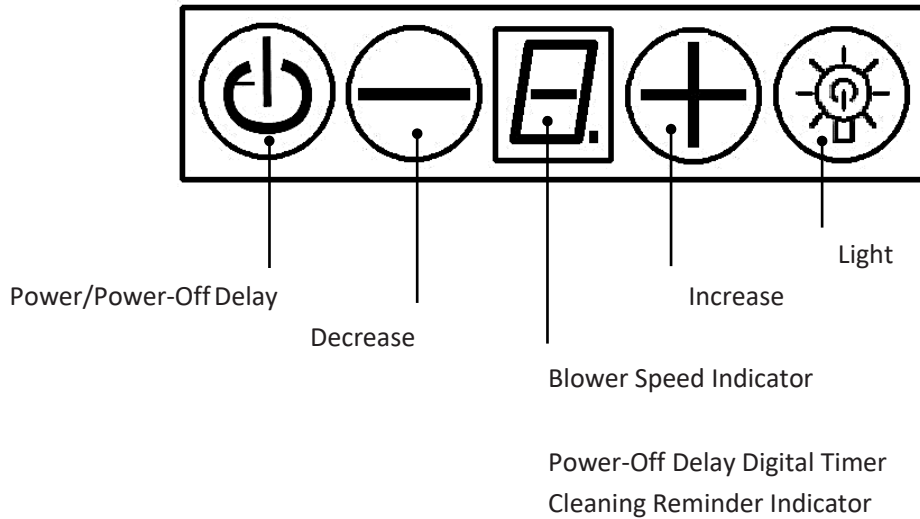 Light
Power/Power-Off Delay
Increase
Decrease
Blower Speed Indicator
Power-Off Delay Digital Timer
Cleaning Reminder Indicator